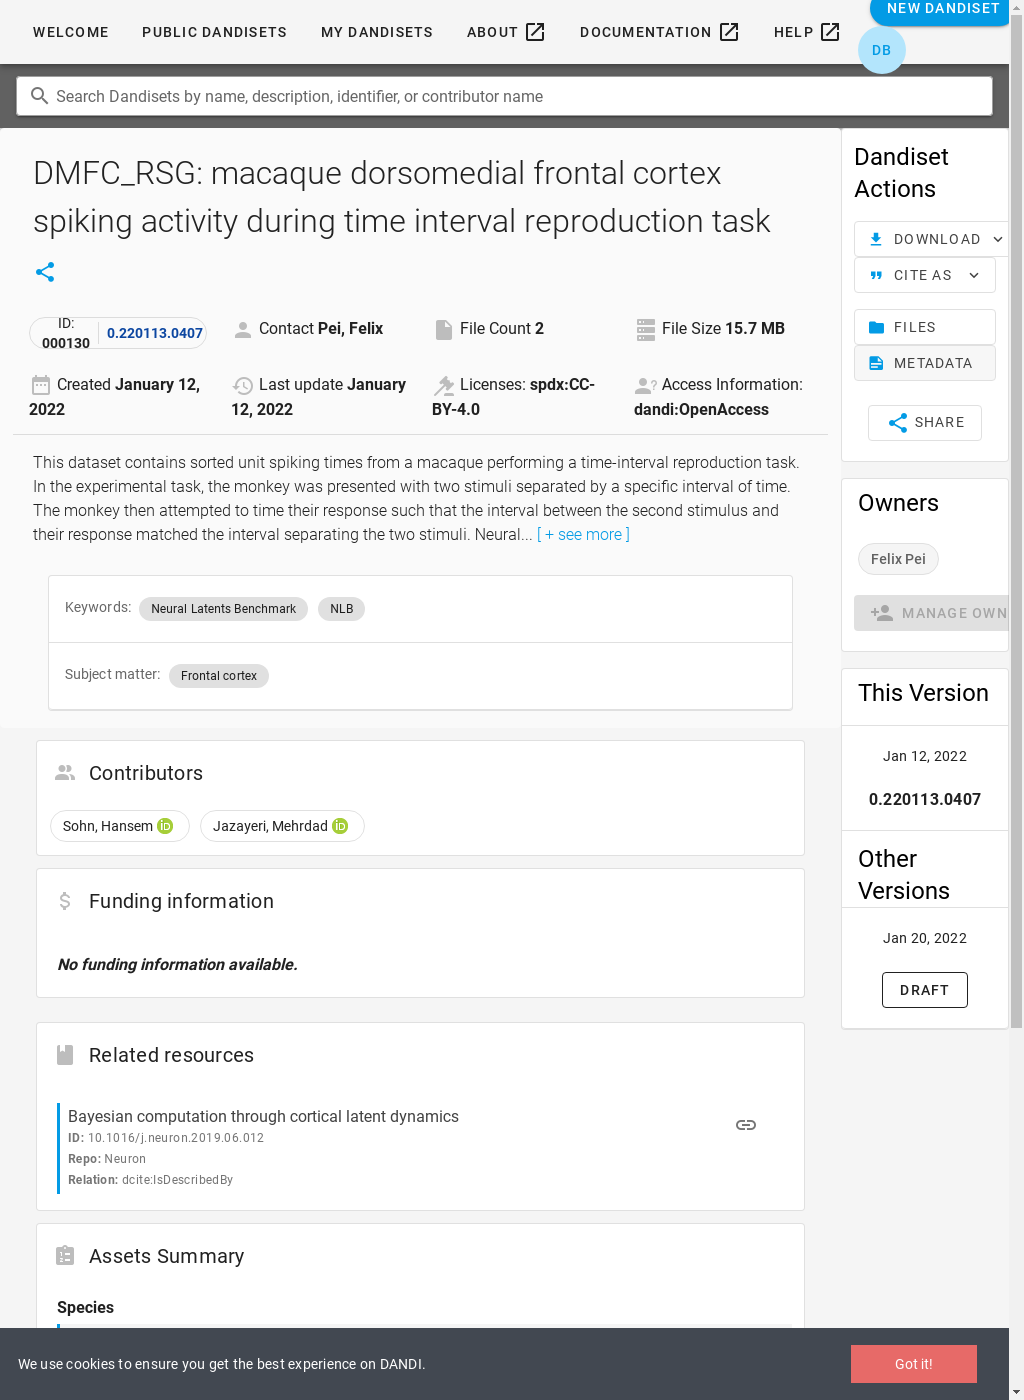 WELCOME
PUBLIC DANDISETS
MY DANDISETS
ABOUT
DOCUMENTATION
HELP
NEW DANDISET
DB
Search Dandisets by name, description, identifier, or contributor name
DMFC_RSG: macaque dorsomedial frontal cortex
spiking activity during time interval reproduction task
ID:
000130
0.220113.0407
Contact Pei, Felix
File Count 2
File Size 15.7 MB
Created January 12,
2022
Last update January
12, 2022
Licenses: spdx:CC-
BY-4.0
Access Information:
dandi:OpenAccess
This dataset contains sorted unit spiking times from a macaque performing a time-interval reproduction task.
In the experimental task, the monkey was presented with two stimuli separated by a specific interval of time.
The monkey then attempted to time their response such that the interval between the second stimulus and
their response matched the interval separating the two stimuli. Neural... [ + see more ]
Keywords:
Neural Latents Benchmark
NLB
Subject matter:
Frontal cortex
Contributors
Sohn, Hansem
iD
Jazayeri, Mehrdad
iD
Funding information
No funding information available.
Related resources
Bayesian computation through cortical latent dynamics
ID: 10.1016/j.neuron.2019.06.012
Repo: Neuron
Relation: dcite:IsDescribedBy
Assets Summary
Species
Dandiset
Actions
DOWNLOAD
CITE AS
FILES
METADATA
SHARE
Owners
Felix Pei
MANAGE OWN
This Version
Jan 12, 2022
0.220113.0407
Other
Versions
Jan 20, 2022
DRAFT
We use cookies to ensure you get the best experience on DANDI.
Got it!